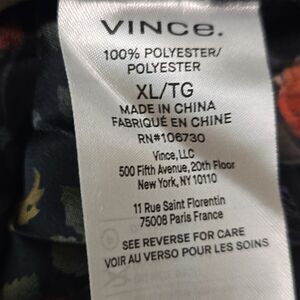 VINCE.
100% POLYESTER/
POLYESTER
XL/TG
MADE IN CHINA
FABRIQUÉ EN CHINE
RN#106730
Vince, LLC
500 Fifth Avenue, 20th Floor
New York, NY 10110
11 Rue Saint Florentin
75008 Paris France
SEE REVERSE FOR CARE
VOIR AU VERSO POUR LES SOINS